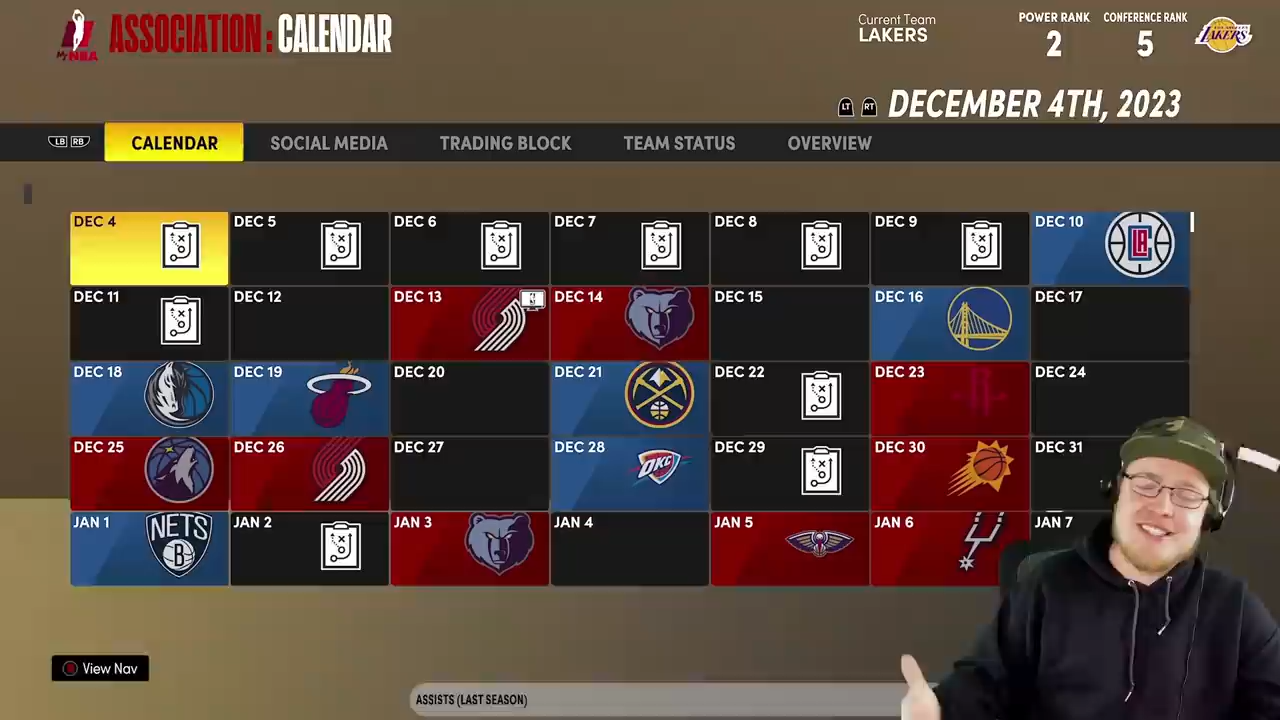 MyNBA
ASSOCIATION: CALENDAR
Current Team
LAKERS
POWER RANK
2
CONFERENCE RANK
5
LAKERS
LT RT
DECEMBER 4TH, 2023
LB RB
CALENDAR
SOCIAL MEDIA
TRADING BLOCK
TEAM STATUS
OVERVIEW
DEC 4
DEC 5
DEC 6
DEC 7
DEC 8
DEC 9
DEC 10
LA
DEC 11
DEC 12
DEC 13
DEC 14
DEC 15
DEC 16
DEC 17
DEC 18
DEC 19
DEC 20
DEC 21
DEC 22
DEC 23
R
DEC 24
DEC 25
DEC 26
DEC 27
DEC 28
OKC
DEC 29
DEC 30
DEC 31
JAN 1
NETS
B
JAN 2
JAN 3
JAN 4
JAN 5
JAN 6
JAN 7
View Nav
ASSISTS (LAST SEASON)